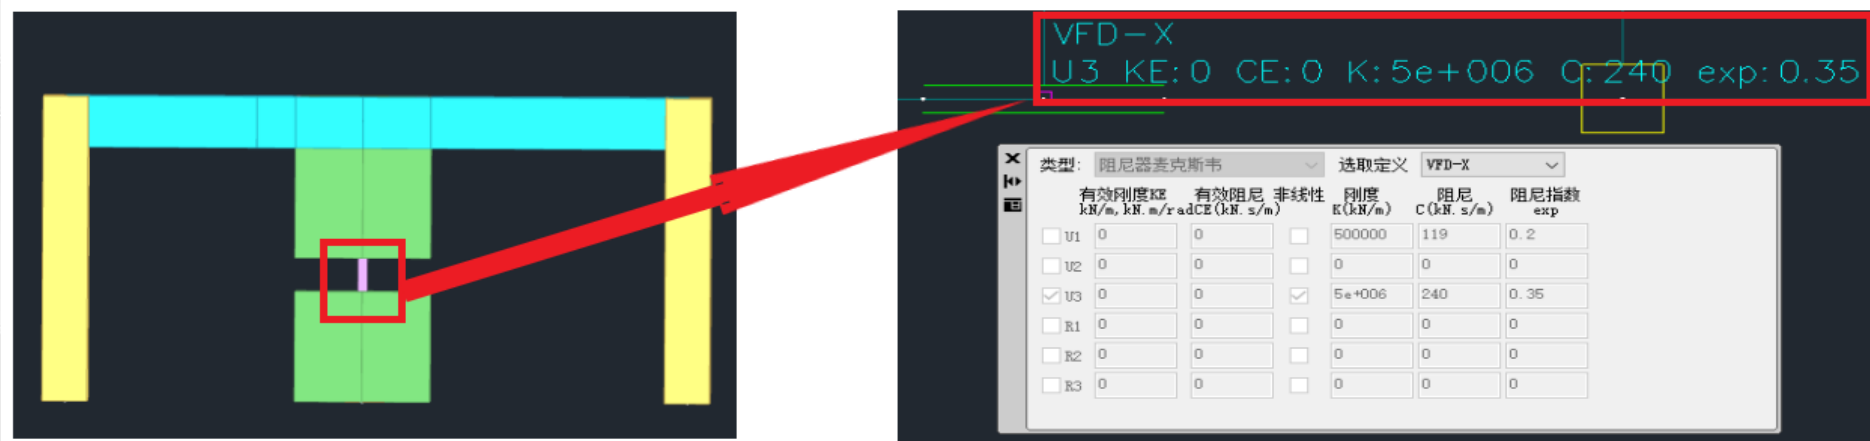 VFD-X
U3 KE:0 CE:0 K:5e+006 C:240 exp:0.35
类型: 阻尼器麦克斯韦 选取定义 VFD-X
有效刚度KE 有效阻尼 非线性 刚度 阻尼 阻尼指数
kN/m,kN.m/radCE(kN.s/m) K(kN/m) C(kN.s/m) exp
U1 0 0 500000 119 0.2
U2 0 0 0 0 0
U3 0 0 5e+006 240 0.35
R1 0 0 0 0 0
R2 0 0 0 0 0
R3 0 0 0 0 0